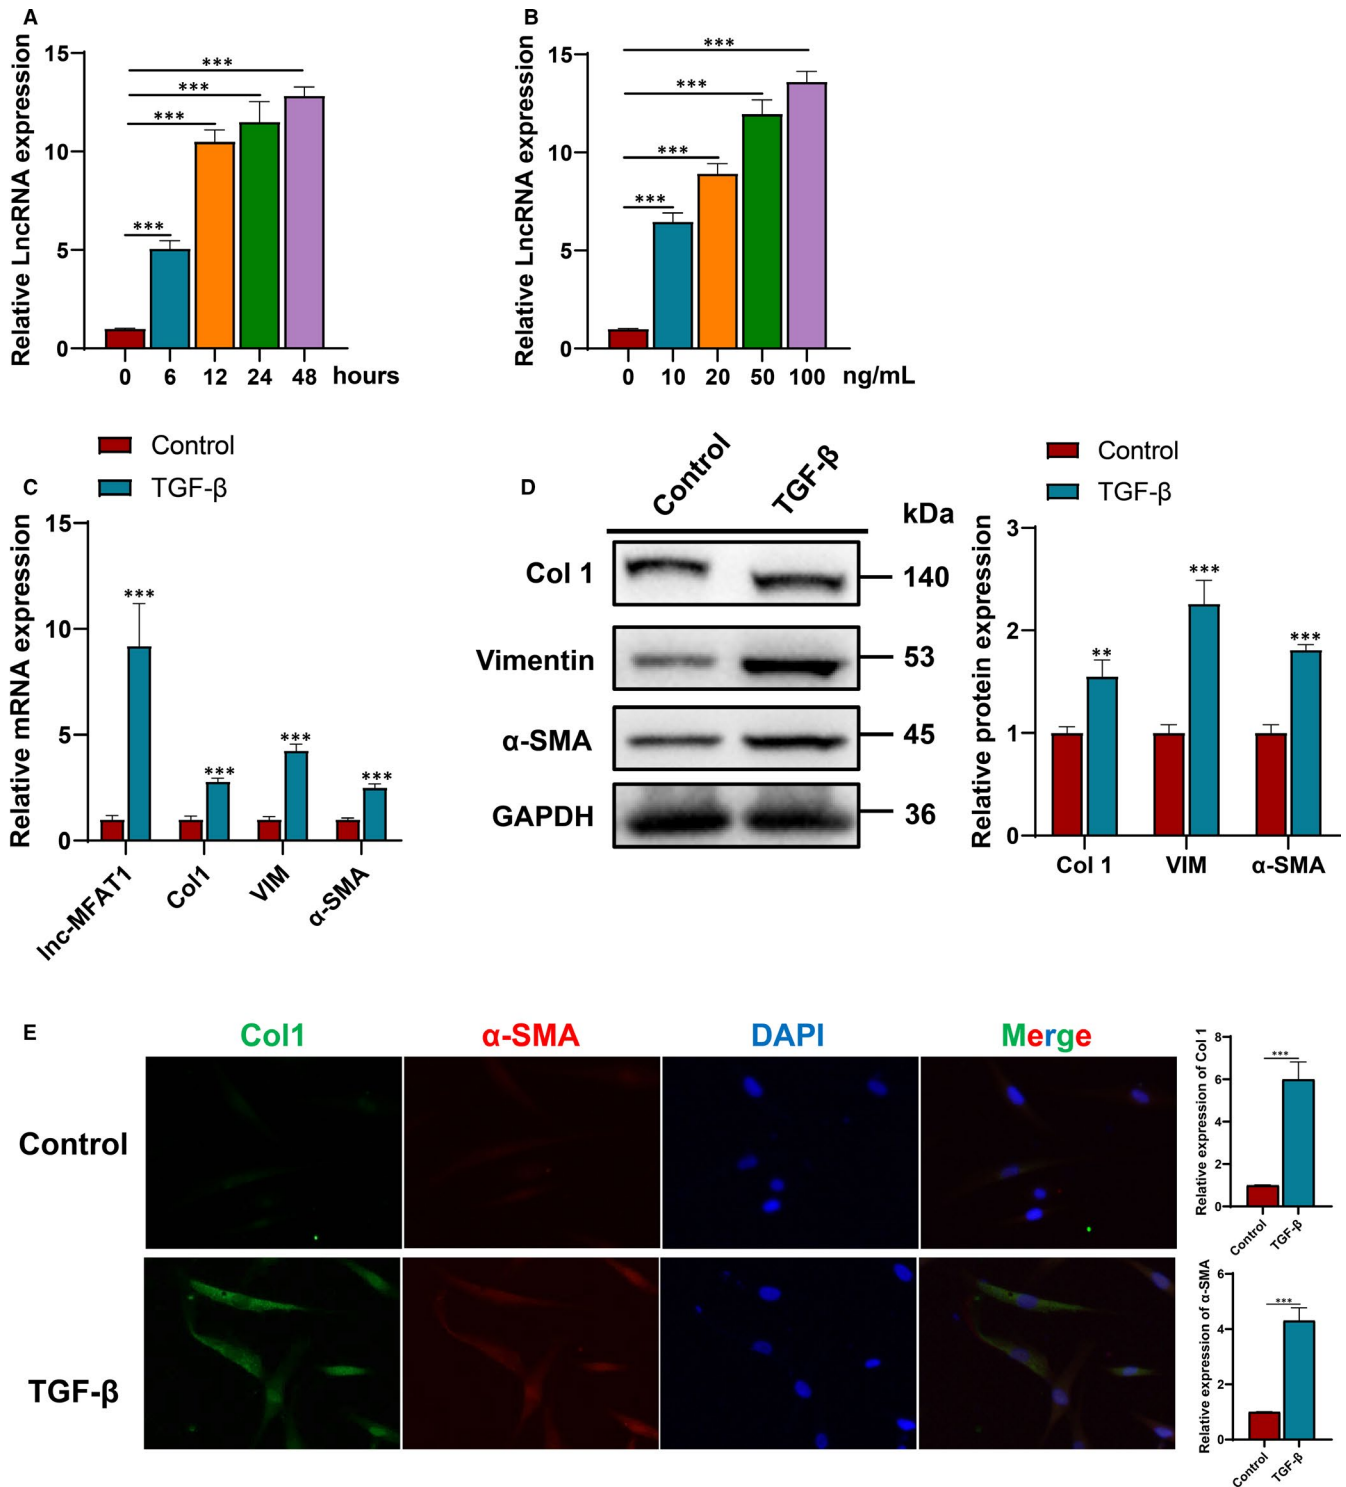 A
Relative LncRNA expression
15
10
5
0
***
***
***
***
0 6 12 24 48 hours
B
Relative LncRNA expression
15
10
5
0
***
***
***
***
0 10 20 50 100 ng/mL
C
Control
TGF-β
Relative mRNA expression
15
10
5
0
***
***
***
***
lnc-MFAT1 Col1 VIM α-SMA
D
Control TGF-β
kDa
Col 1 140
Vimentin 53
α-SMA 45
GAPDH 36
Control
TGF-β
Relative protein expression
3
2
1
0
**
***
***
Col 1 VIM α-SMA
E
Col1 α-SMA DAPI Merge
Control
TGF-β
Relative expression of Col 1
8
6
4
2
0
***
Control TGF-β
Relative expression of α-SMA
6
4
2
0
***
Control TGF-β